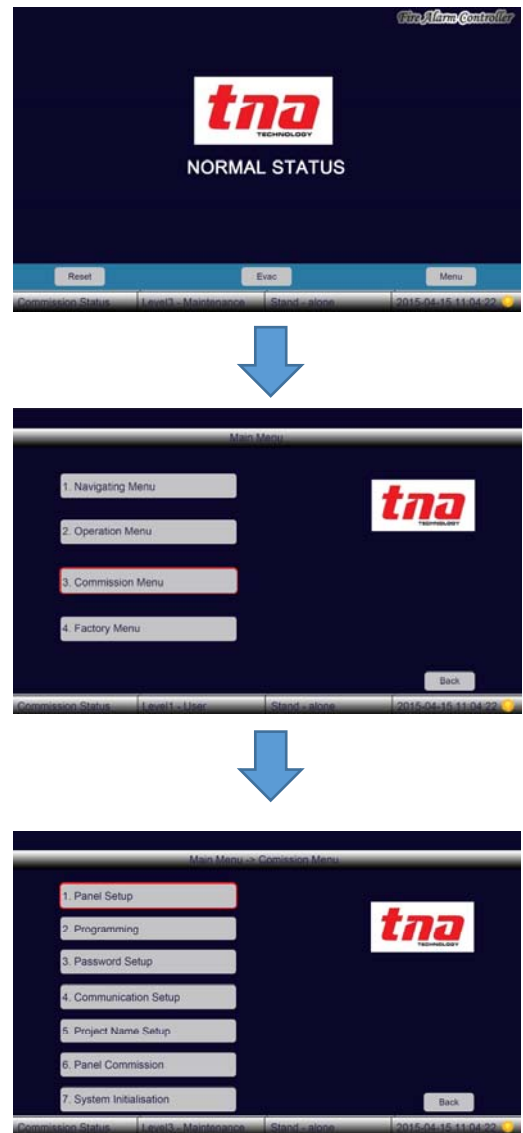 Fire Alarm Controller
tna
TECHNOLOGY
NORMAL STATUS
Reset Evac Menu
Commission Status Level3 - Maintenance Stand - alone 2015-04-15 11:04:22
Main Menu
1. Navigating Menu
2. Operation Menu
3. Commission Menu
4. Factory Menu
tna
TECHNOLOGY
Back
Commission Status Level1 - User Stand - alone 2015-04-15 11:04:22
Main Menu -> Comission Menu
1. Panel Setup
2. Programming
3. Password Setup
4. Communication Setup
5. Project Name Setup
6. Panel Commission
7. System Initialisation
tna
TECHNOLOGY
Back
Commission Status Level3 - Maintenance Stand - alone 2015-04-15 11:04:22